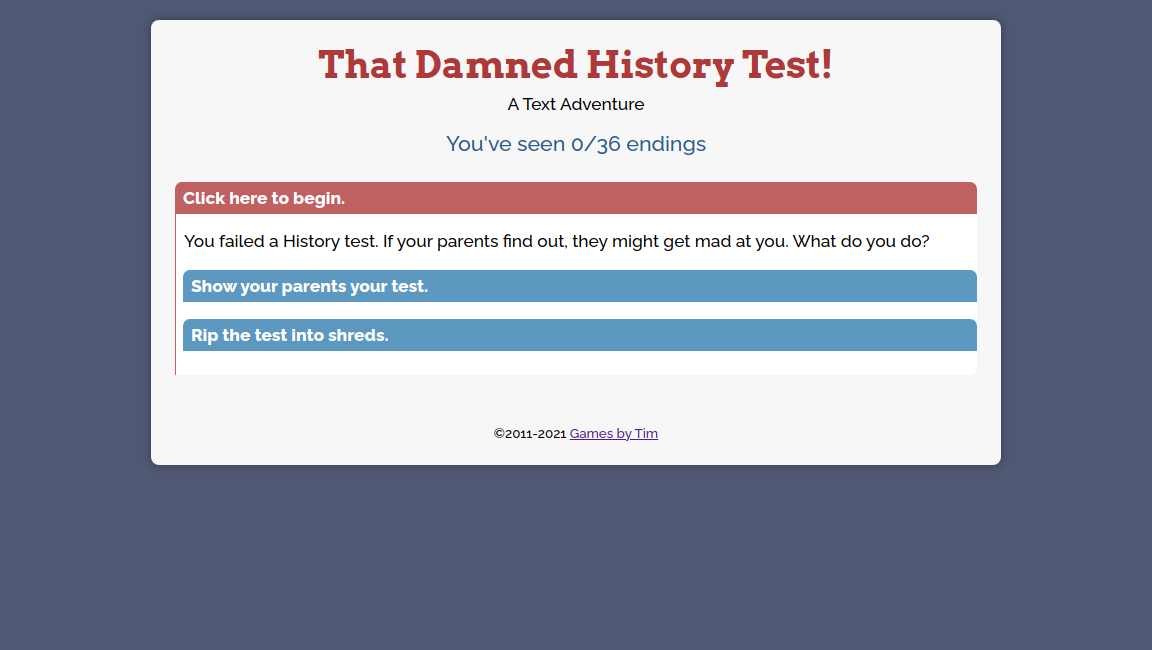 That Damned History Test!
A Text Adventure
You've seen 0/36 endings
Click here to begin.
You failed a History test. If your parents find out, they might get mad at you. What do you do?
Show your parents your test.
Rip the test into shreds.
©2011-2021 Games by Tim